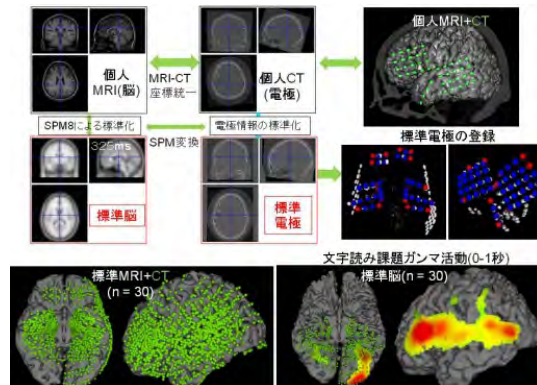 個人
MRI(脳)
MRI-CT
座標統一
個人CT
(電極)
個人MRI+CT
SPM8による標準化
SPM変換
電極情報の標準化
325ms
標準脳
標準
電極
標準電極の登録
標準MRI+CT
(n = 30)
文字読み課題ガンマ活動(0-1秒)
標準脳(n = 30)